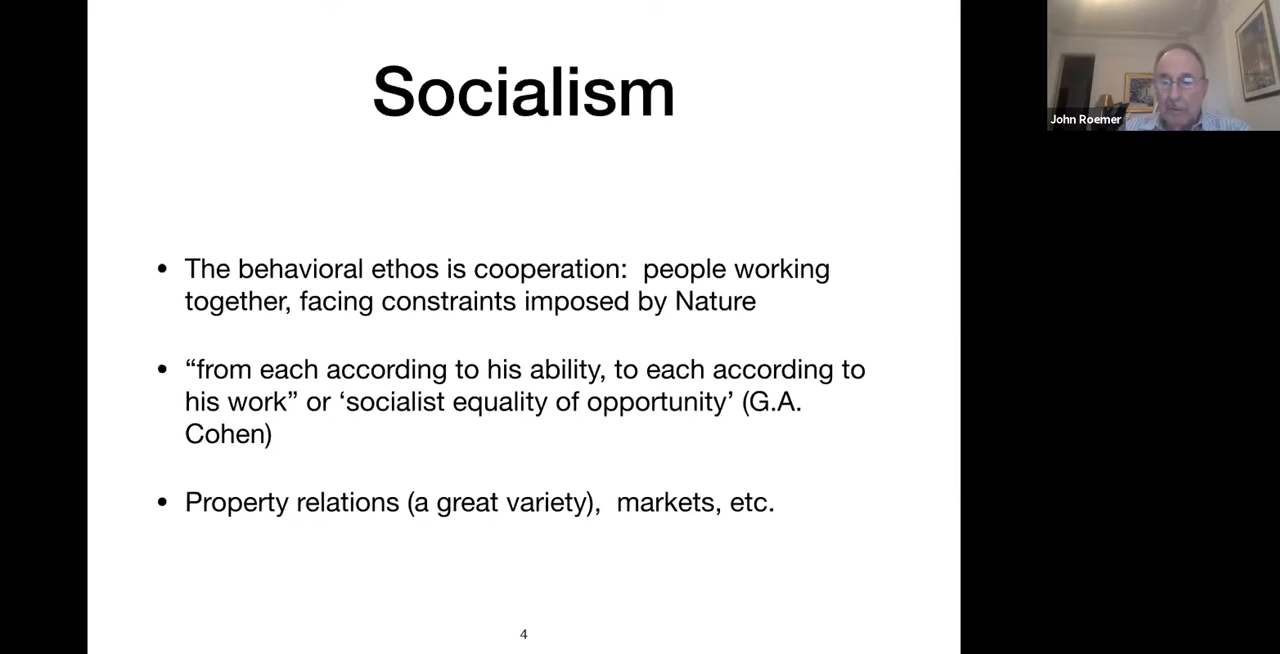 Socialism
John Roemer
• The behavioral ethos is cooperation:  people working
together, facing constraints imposed by Nature
• “from each according to his ability, to each according to
his work” or ‘socialist equality of opportunity’ (G.A.
Cohen)
• Property relations (a great variety),  markets, etc.
4